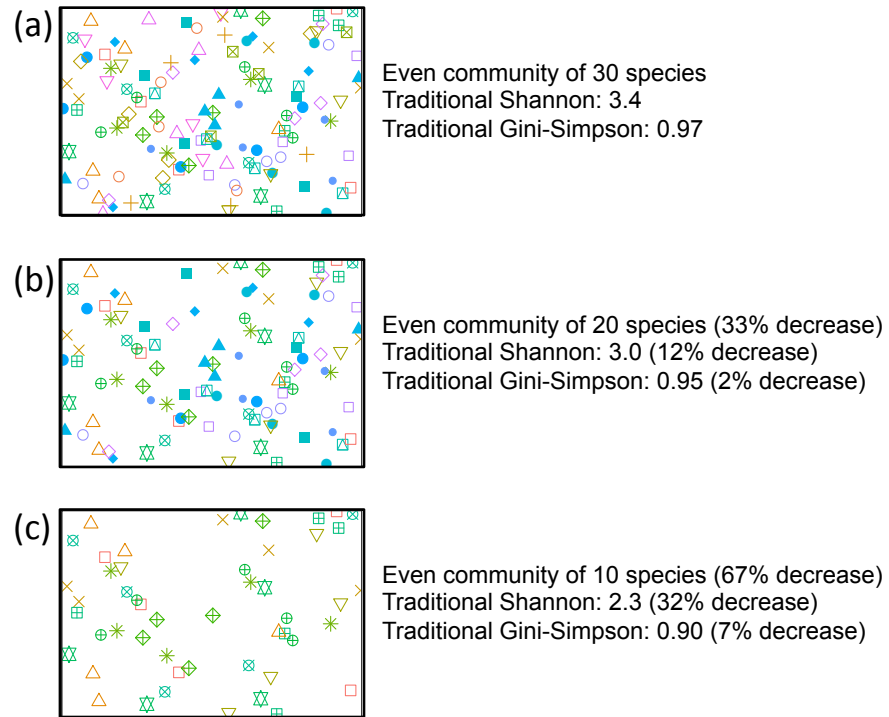 (a)
Even community of 30 species
Traditional Shannon: 3.4
Traditional Gini-Simpson: 0.97
(b)
Even community of 20 species (33% decrease)
Traditional Shannon: 3.0 (12% decrease)
Traditional Gini-Simpson: 0.95 (2% decrease)
(c)
Even community of 10 species (67% decrease)
Traditional Shannon: 2.3 (32% decrease)
Traditional Gini-Simpson: 0.90 (7% decrease)